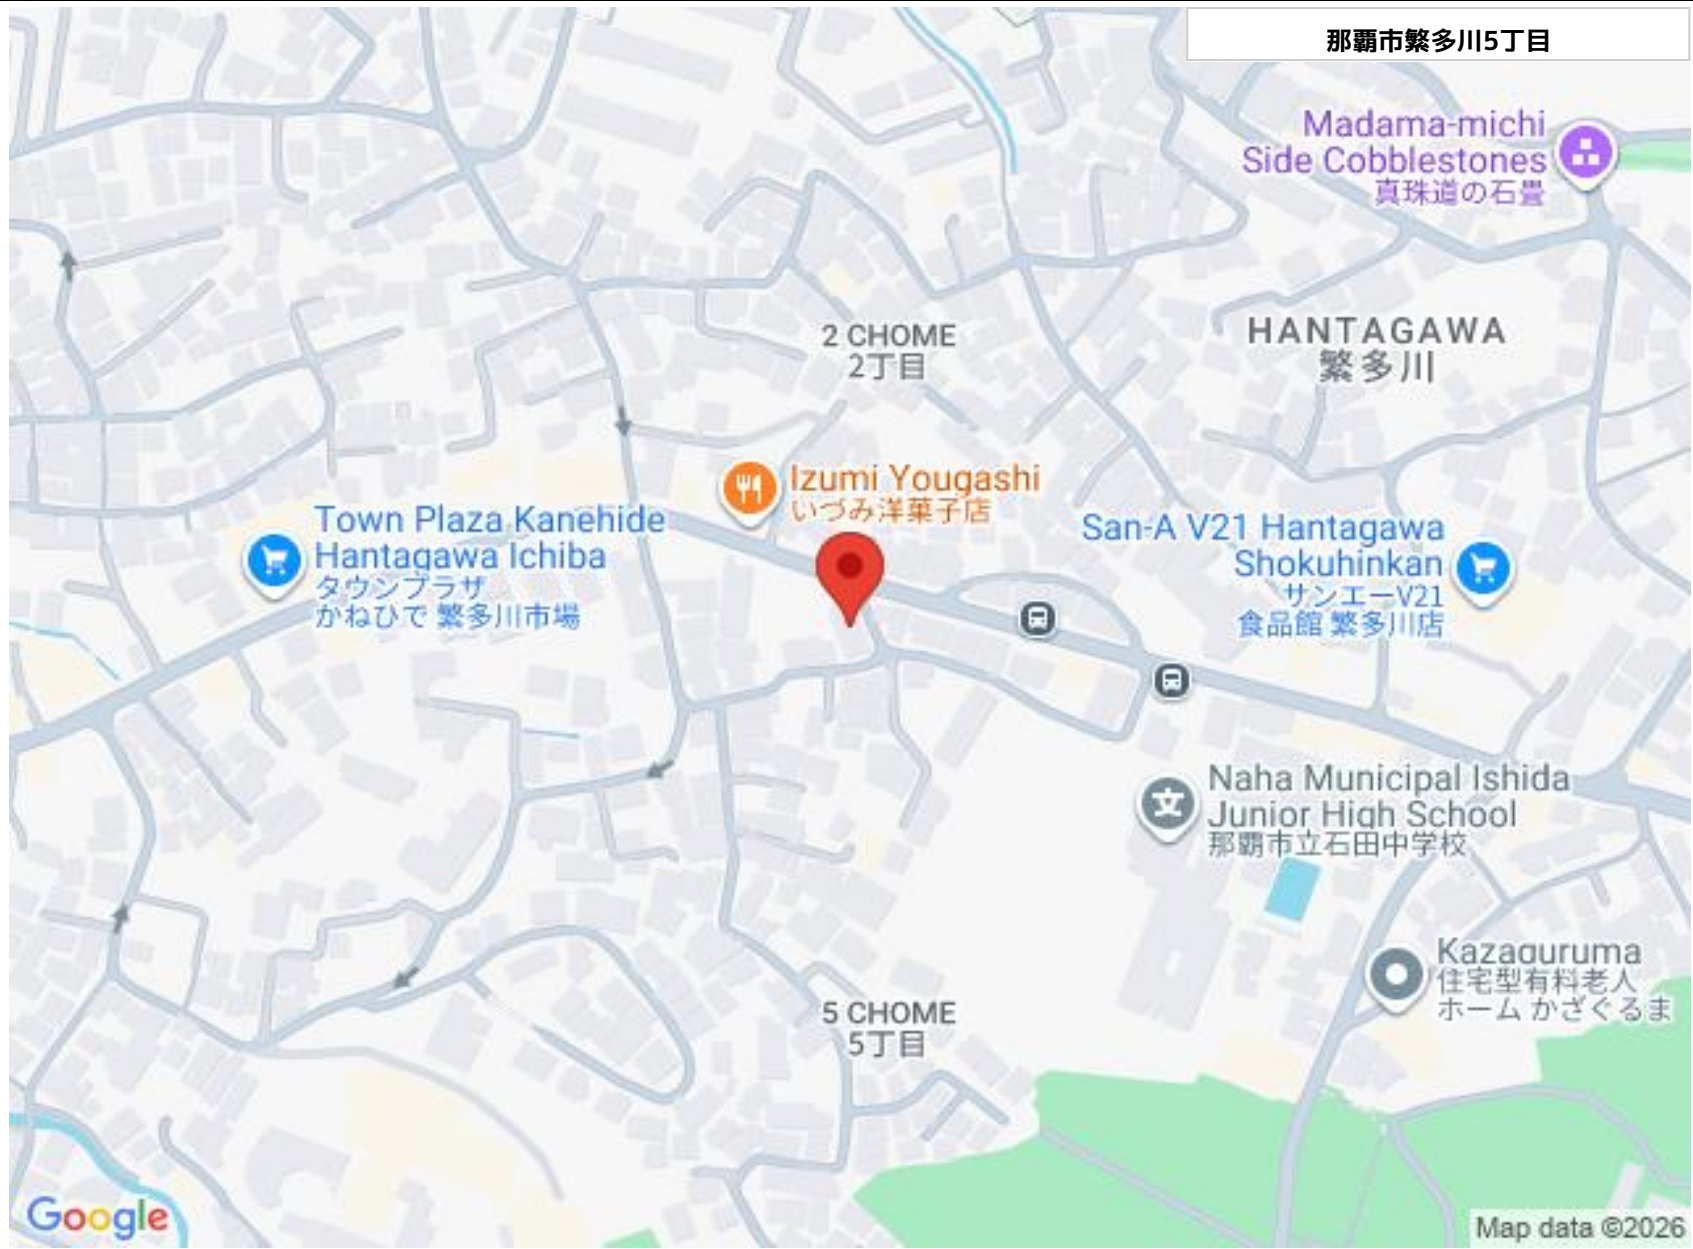 那覇市繁多川5丁目
Madama-michi
Side Cobblestones
真珠道の石畳
2 CHOME
2丁目
HANTAGAWA
繁多川
Izumi Yougashi
いづみ洋菓子店
Town Plaza Kanehide
Hantagawa Ichiba
タウンプラザ
かねひで 繁多川市場
San-A V21 Hantagawa
Shokuhinkan
サンエーV21
食品館 繁多川店
Naha Municipal Ishida
Junior High School
那覇市立石田中学校
文
Kazaguruma
住宅型有料老人
ホーム かざぐるま
5 CHOME
5丁目
Google
Map data ©2026